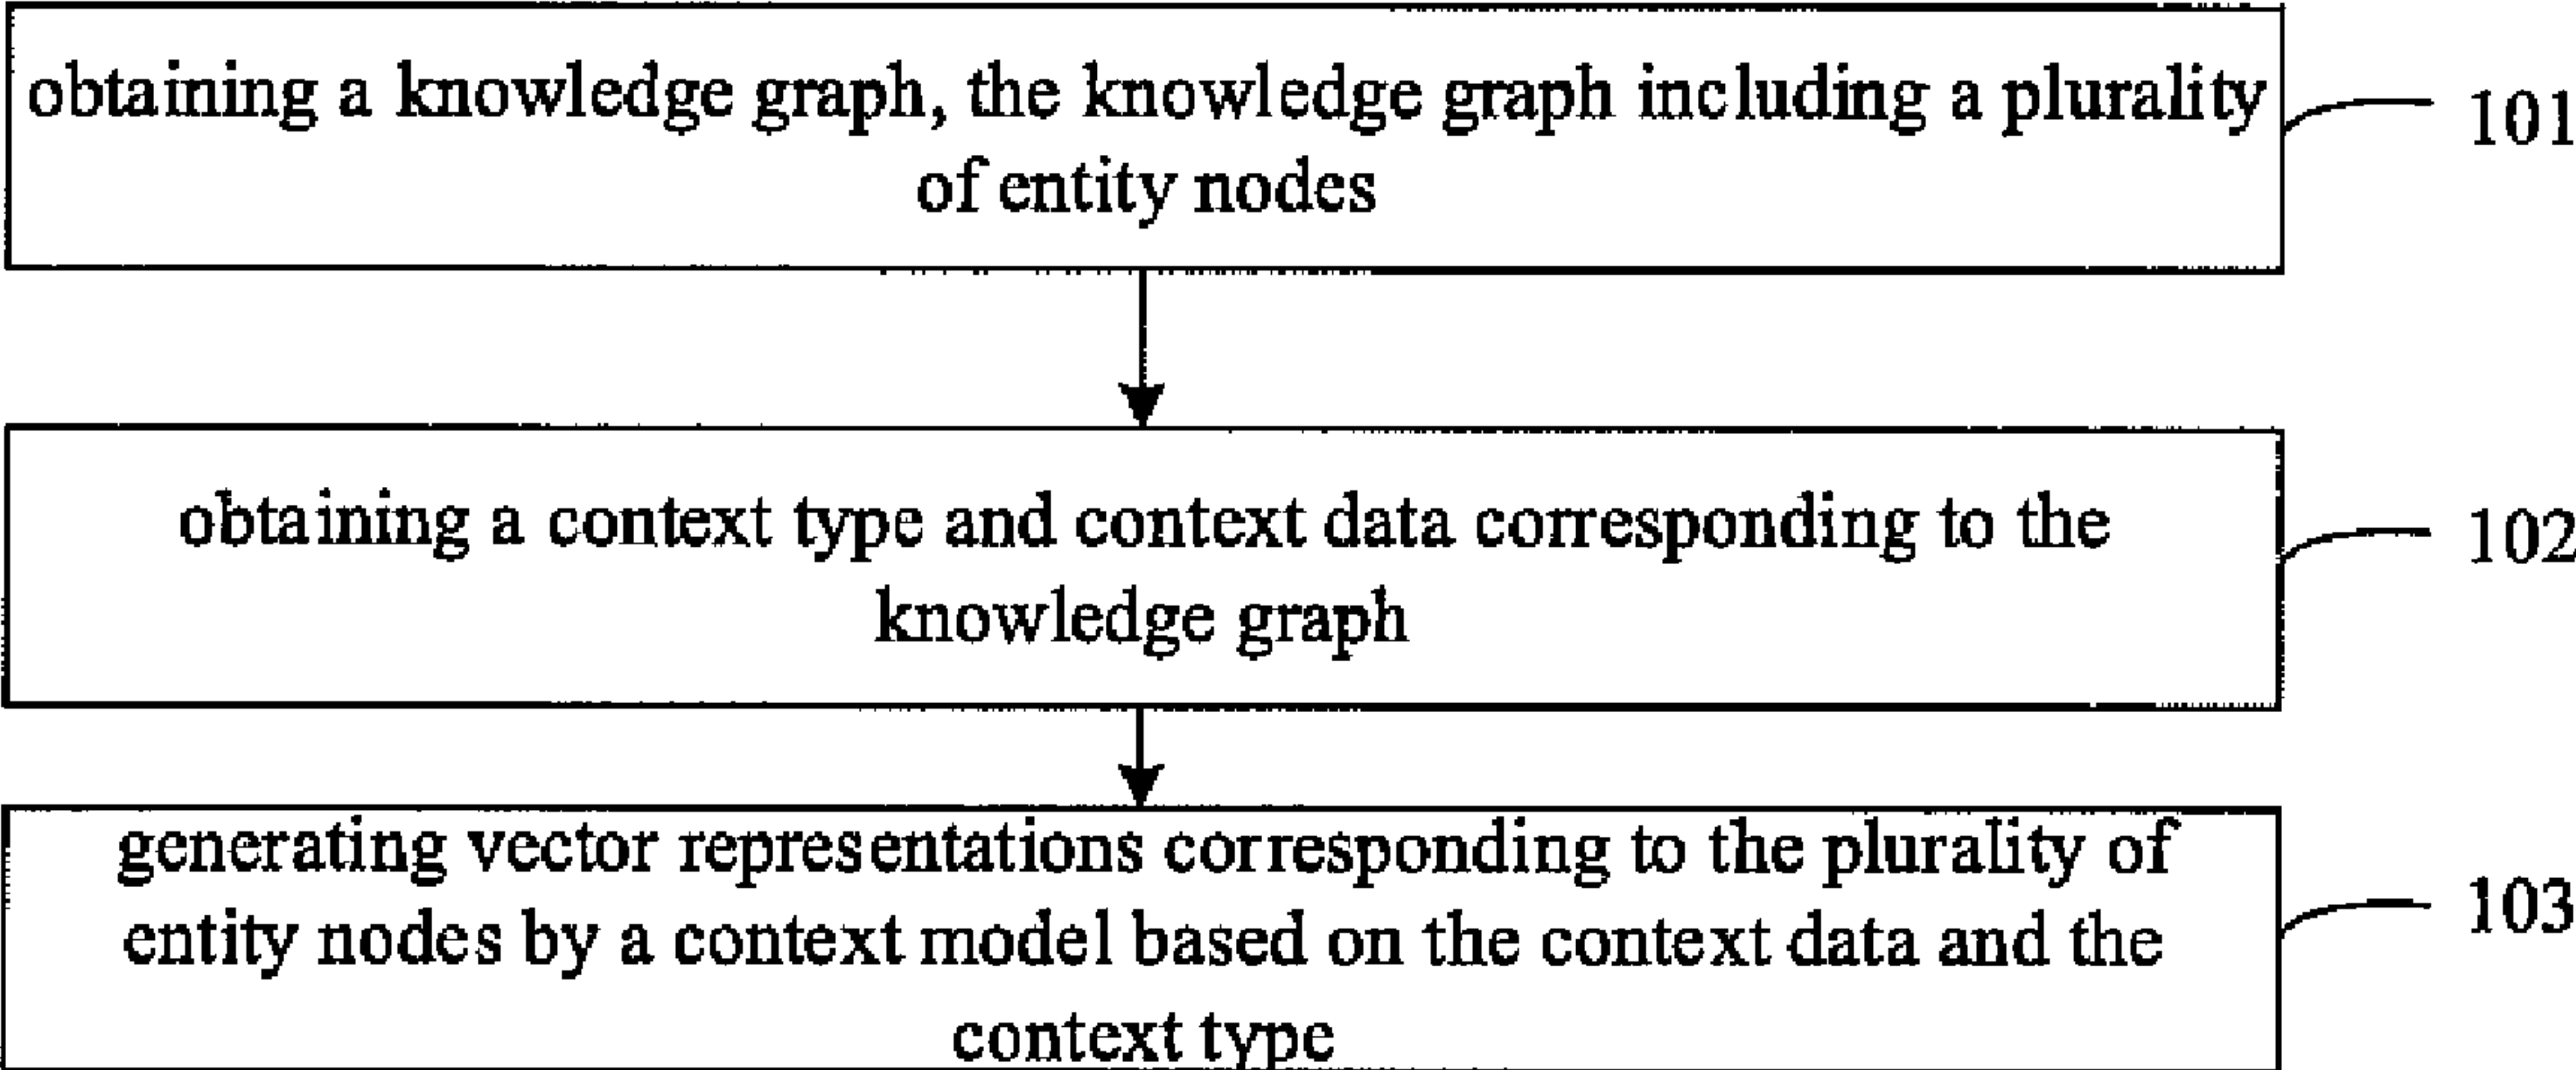 obtaining a knowledge graph, the knowledge graph including a plurality
of entity nodes
101
obtaining a context type and context data corresponding to the
knowledge graph
102
generating vector representations corresponding to the plurality of
entity nodes by a context model based on the context data and the
context type
103